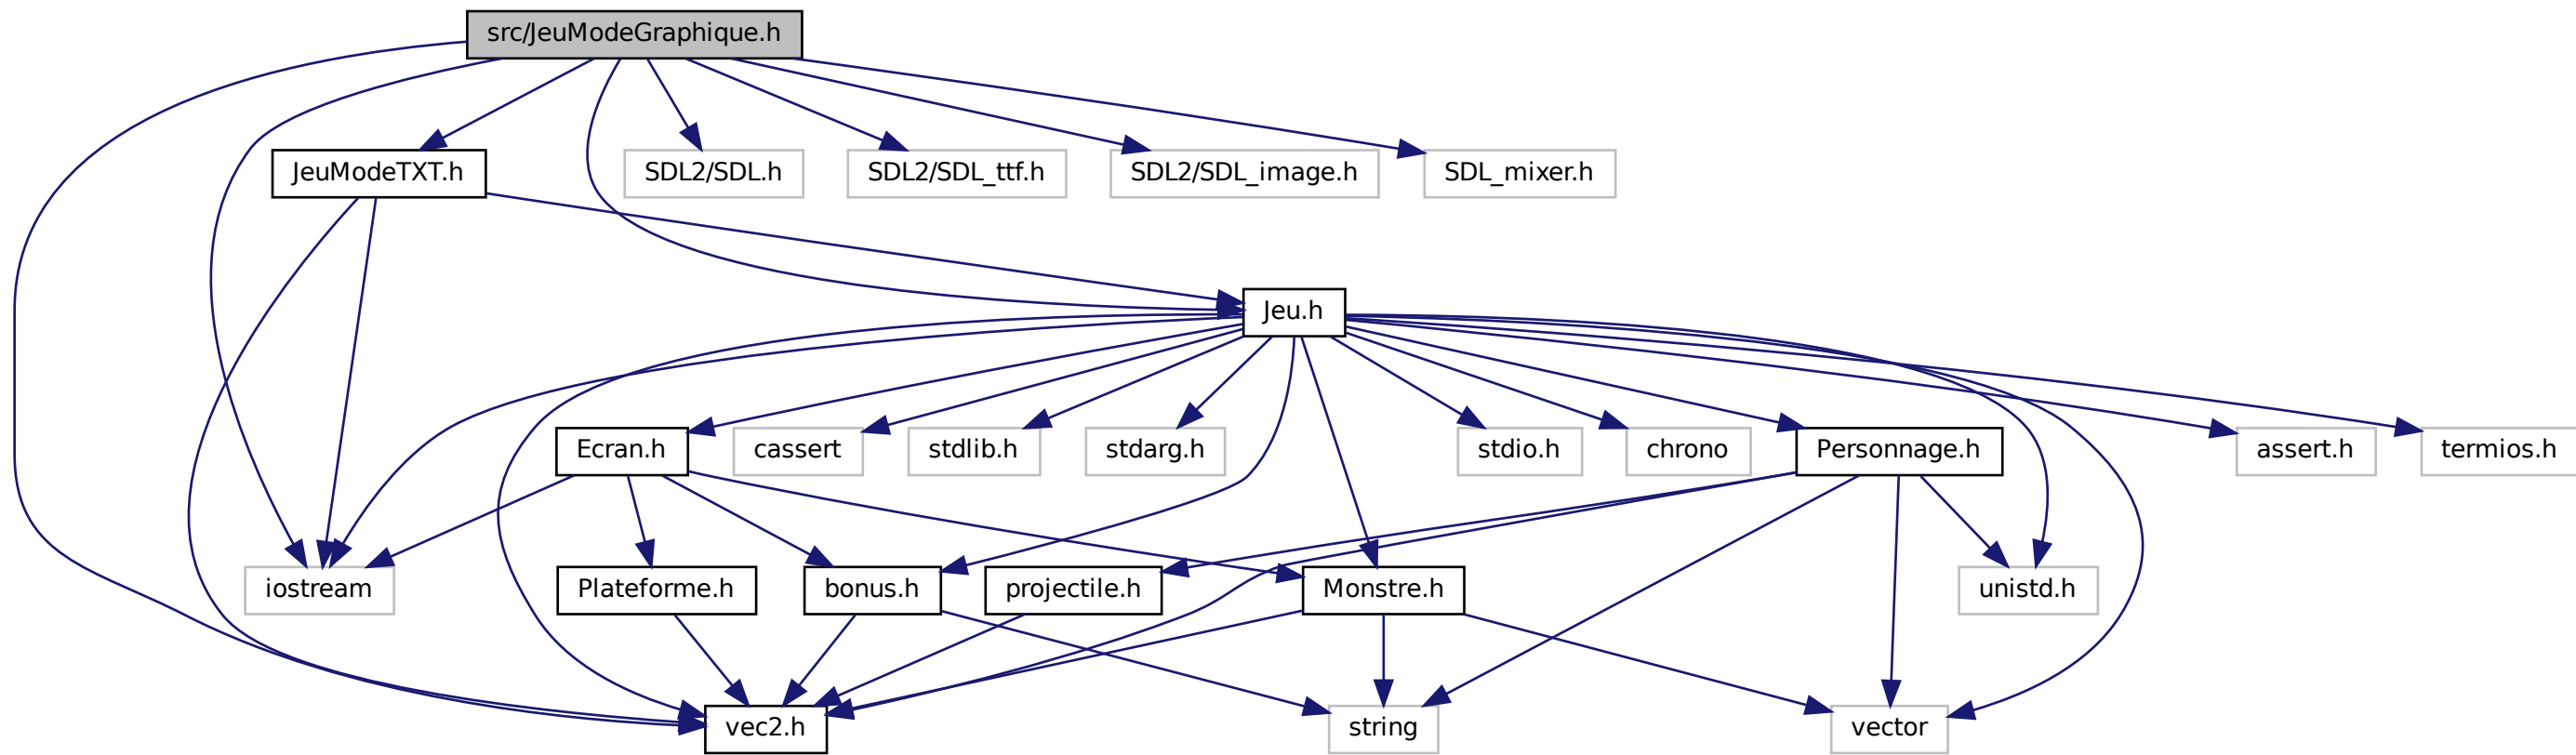 src/JeuModeGraphique.h
JeuModeTXT.h
SDL2/SDL.h
SDL2/SDL_ttf.h
SDL2/SDL_image.h
SDL_mixer.h
Jeu.h
Ecran.h
cassert
stdlib.h
stdarg.h
stdio.h
chrono
Personnage.h
assert.h
termios.h
iostream
Plateforme.h
bonus.h
projectile.h
Monstre.h
unistd.h
vec2.h
string
vector